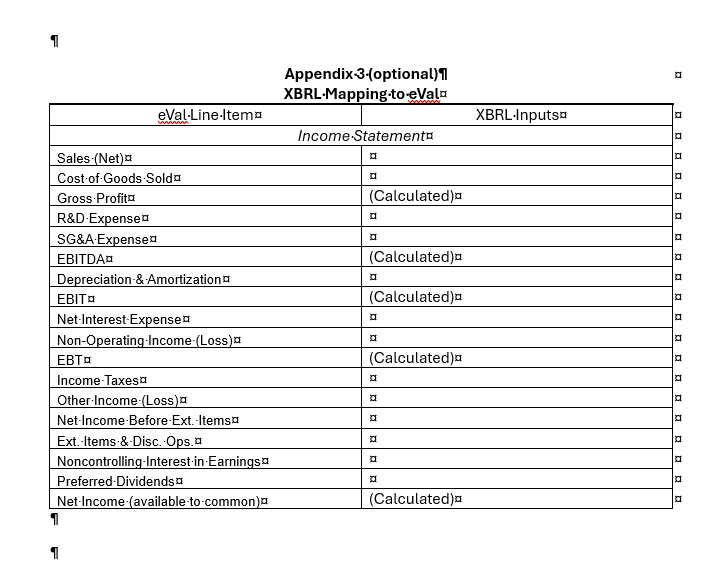 Appendix 3 (optional)
XBRL Mapping to eVal
eVal Line Item XBRL Inputs
Income Statement
Sales (Net)
Cost of Goods Sold
Gross Profit (Calculated)
R&D Expense
SG&A Expense
EBITDA (Calculated)
Depreciation & Amortization
EBIT (Calculated)
Net Interest Expense
Non-Operating Income (Loss)
EBT (Calculated)
Income Taxes
Other Income (Loss)
Net Income Before Ext. Items
Ext. Items & Disc. Ops.
Noncontrolling Interest in Earnings
Preferred Dividends
Net Income (available to common) (Calculated)